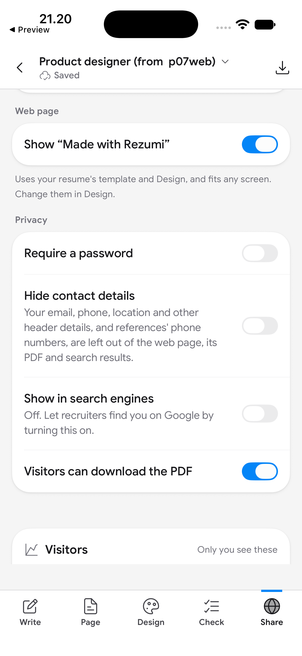 21.20
◀ Preview
Product designer (from p07web)
Saved
Web page
Show “Made with Rezumi”
Uses your resume's template and Design, and fits any screen.
Change them in Design.
Privacy
Require a password
Hide contact details
Your email, phone, location and other
header details, and references' phone
numbers, are left out of the web page, its
PDF and search results.
Show in search engines
Off. Let recruiters find you on Google by
turning this on.
Visitors can download the PDF
Visitors
Only you see these
Write
Page
Design
Check
Share